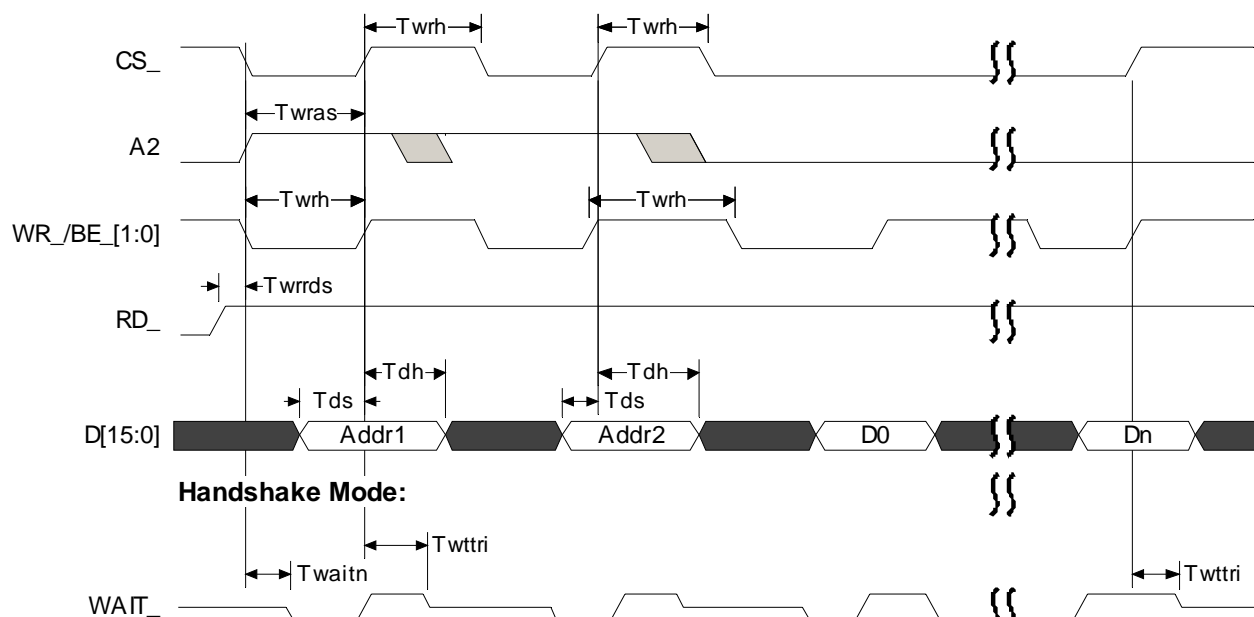 Twrh Twrh
CS_
Twras
A2
Twrh Twrh
WR_/BE_[1:0]
Twrrds
RD_
Tdh Tdh
Tds Tds
D[15:0] Addr1 Addr2 D0 Dn
Handshake Mode:
Twttri
Twaitn Twttri
WAIT_